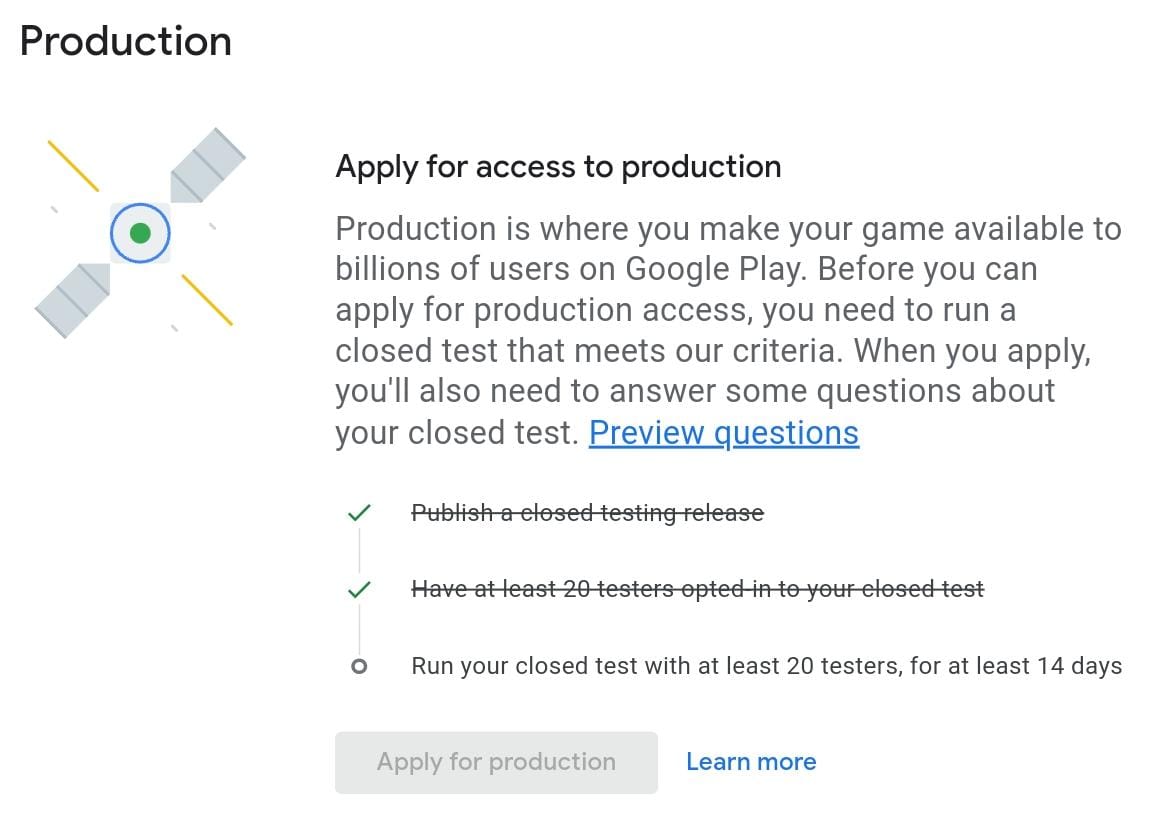 Production
Apply for access to production
Production is where you make your game available to
billions of users on Google Play. Before you can
apply for production access, you need to run a
closed test that meets our criteria. When you apply,
you'll also need to answer some questions about
your closed test. Preview questions
Publish a closed testing release
Have at least 20 testers opted-in to your closed test
Run your closed test with at least 20 testers, for at least 14 days
Apply for production
Learn more